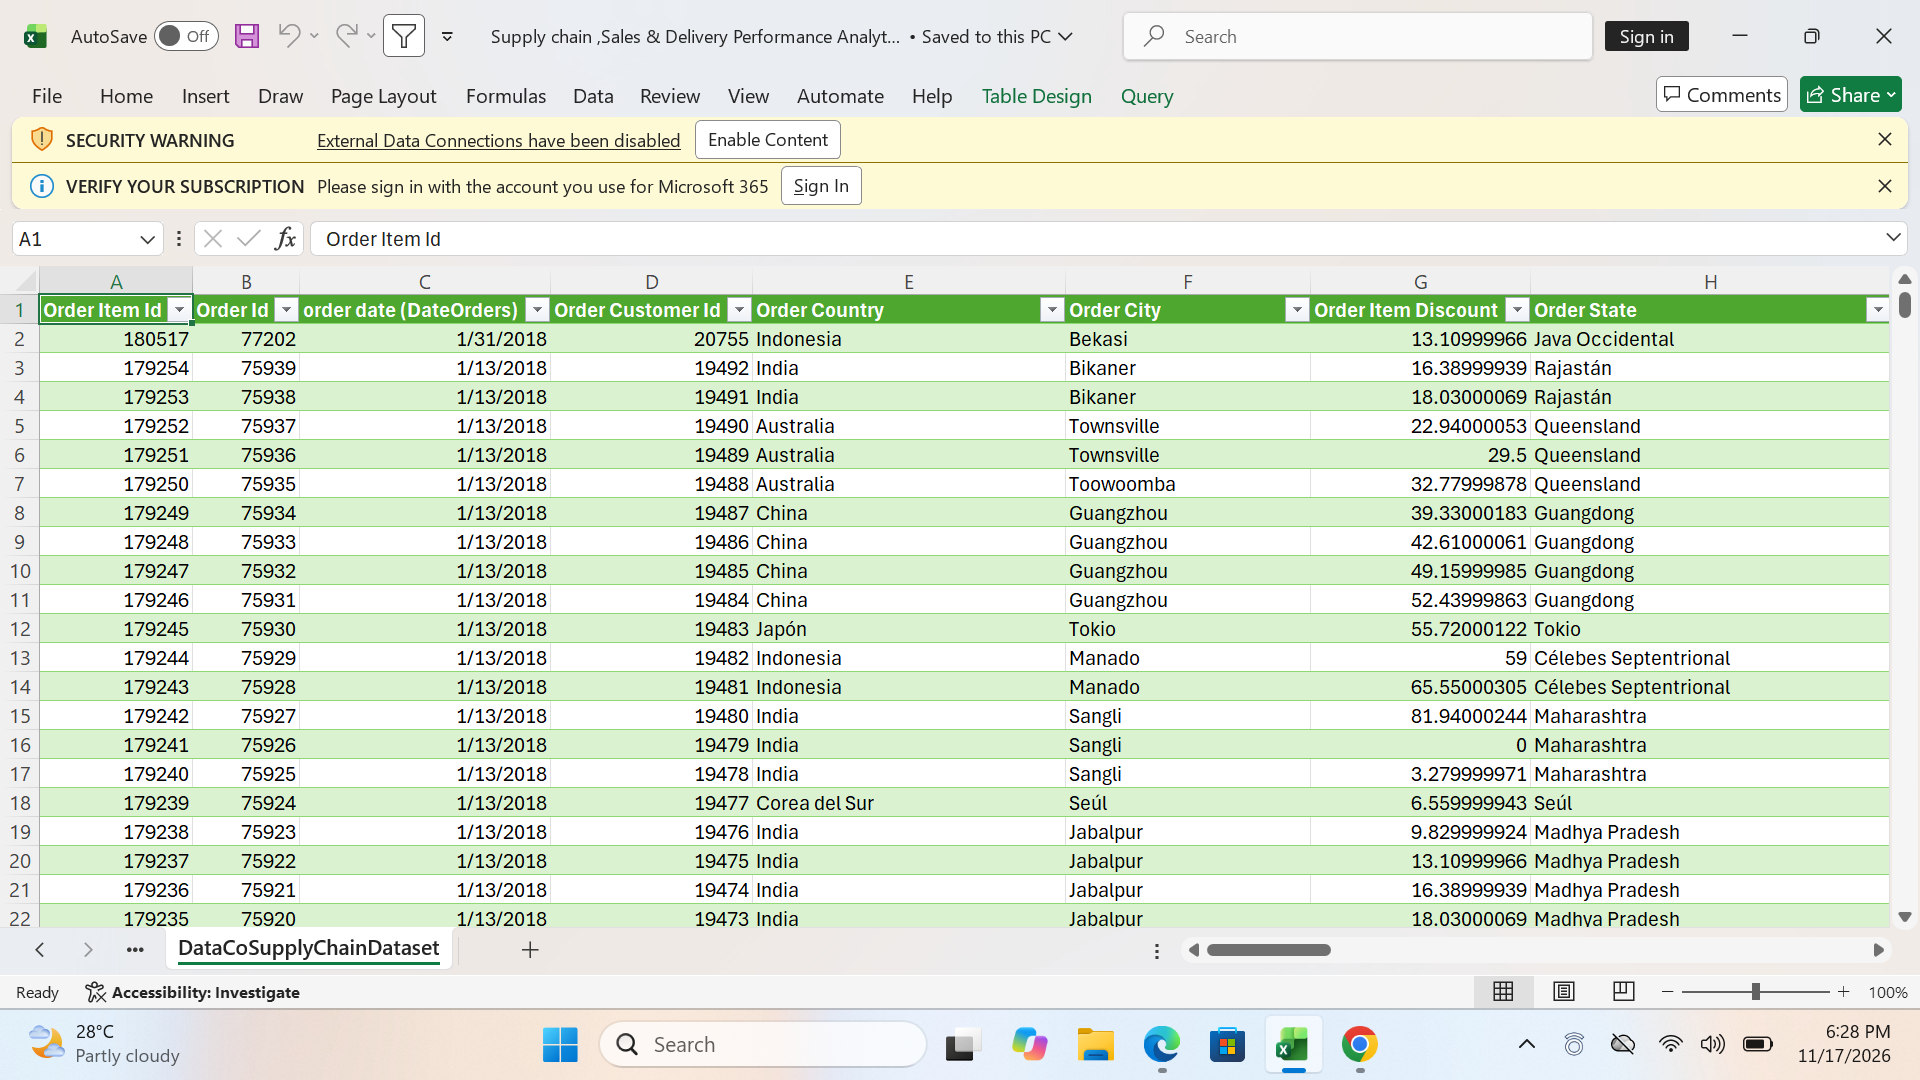 AutoSave Off Supply chain ,Sales & Delivery Performance Analyt... • Saved to this PC Search Sign in
File Home Insert Draw Page Layout Formulas Data Review View Automate Help Table Design Query Comments Share
SECURITY WARNING External Data Connections have been disabled Enable Content
VERIFY YOUR SUBSCRIPTION Please sign in with the account you use for Microsoft 365 Sign In
A1 fx Order Item Id
A B C D E F G H
1 Order Item Id Order Id order date (DateOrders) Order Customer Id Order Country Order City Order Item Discount Order State
2 180517 77202 1/31/2018 20755 Indonesia Bekasi 13.10999966 Java Occidental
3 179254 75939 1/13/2018 19492 India Bikaner 16.38999939 Rajastán
4 179253 75938 1/13/2018 19491 India Bikaner 18.03000069 Rajastán
5 179252 75937 1/13/2018 19490 Australia Townsville 22.94000053 Queensland
6 179251 75936 1/13/2018 19489 Australia Townsville 29.5 Queensland
7 179250 75935 1/13/2018 19488 Australia Toowoomba 32.77999878 Queensland
8 179249 75934 1/13/2018 19487 China Guangzhou 39.33000183 Guangdong
9 179248 75933 1/13/2018 19486 China Guangzhou 42.61000061 Guangdong
10 179247 75932 1/13/2018 19485 China Guangzhou 49.15999985 Guangdong
11 179246 75931 1/13/2018 19484 China Guangzhou 52.43999863 Guangdong
12 179245 75930 1/13/2018 19483 Japón Tokio 55.72000122 Tokio
13 179244 75929 1/13/2018 19482 Indonesia Manado 59 Célebes Septentrional
14 179243 75928 1/13/2018 19481 Indonesia Manado 65.55000305 Célebes Septentrional
15 179242 75927 1/13/2018 19480 India Sangli 81.94000244 Maharashtra
16 179241 75926 1/13/2018 19479 India Sangli 0 Maharashtra
17 179240 75925 1/13/2018 19478 India Sangli 3.279999971 Maharashtra
18 179239 75924 1/13/2018 19477 Corea del Sur Seúl 6.559999943 Seúl
19 179238 75923 1/13/2018 19476 India Jabalpur 9.829999924 Madhya Pradesh
20 179237 75922 1/13/2018 19475 India Jabalpur 13.10999966 Madhya Pradesh
21 179236 75921 1/13/2018 19474 India Jabalpur 16.38999939 Madhya Pradesh
22 179235 75920 1/13/2018 19473 India Jabalpur 18.03000069 Madhya Pradesh
DataCoSupplyChainDataset
Ready Accessibility: Investigate 100%
28°C
Partly cloudy
Search
6:28 PM
11/17/2026